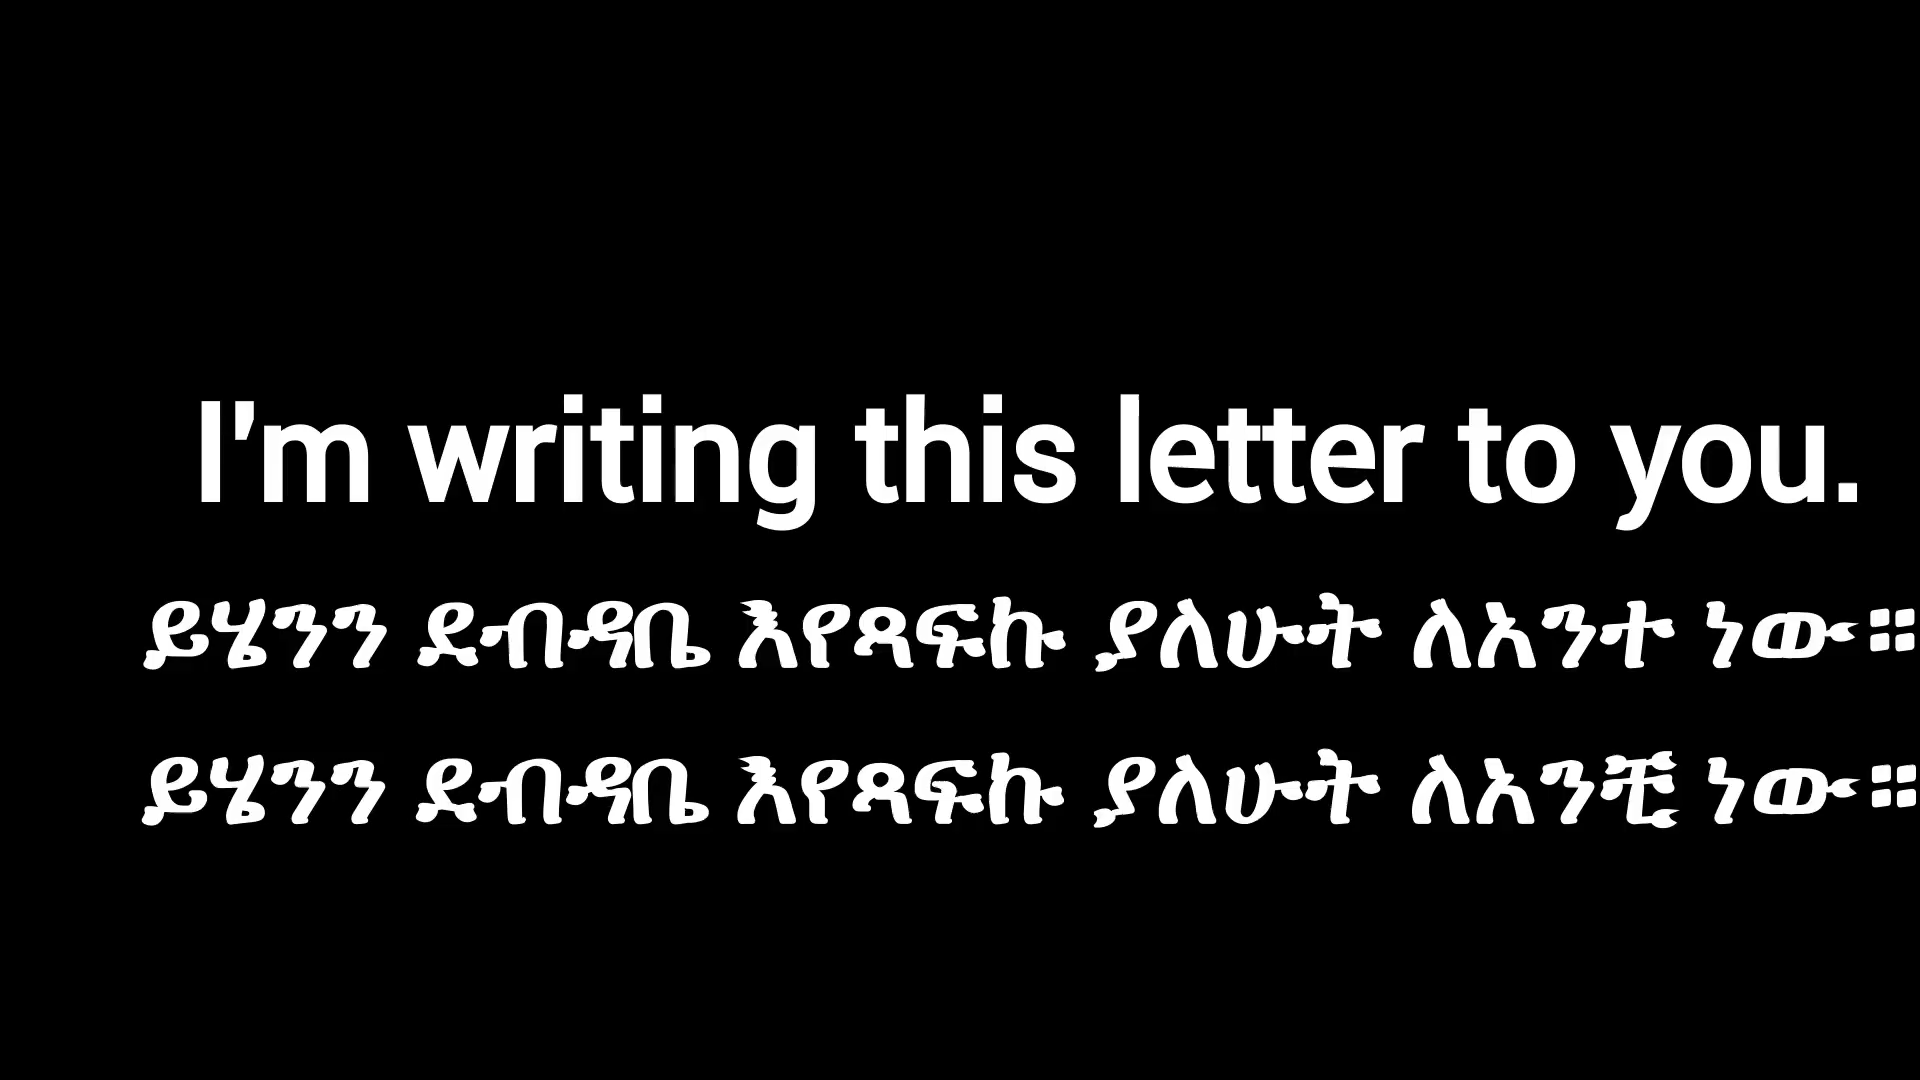 I'm writing this letter to you.
ይሄንን ደብዳቤ እየጻፍኩ ያለሁት ለአንተ ነው።
ይሄንን ደብዳቤ እየጻፍኩ ያለሁት ለአንቺ ነው።